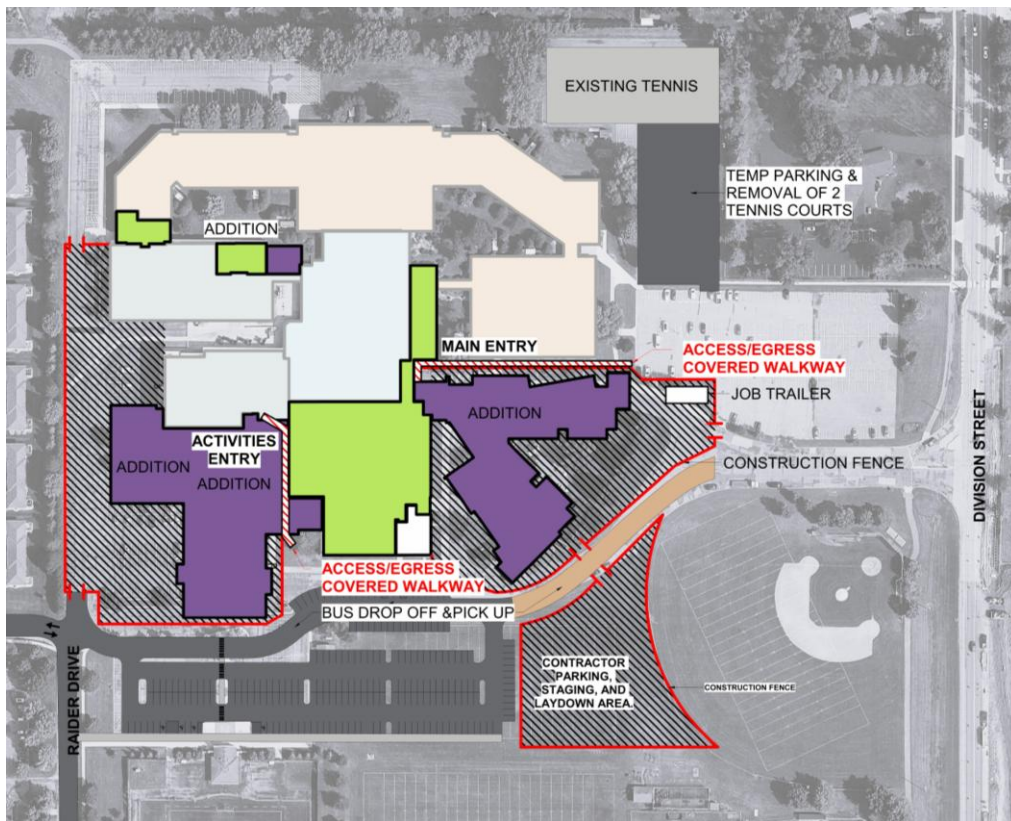 EXISTING TENNIS
TEMP PARKING &
REMOVAL OF 2
TENNIS COURTS
ADDITION
MAIN ENTRY
ACCESS/EGRESS
COVERED WALKWAY
JOB TRAILER
ADDITION
ACTIVITIES
ENTRY
ADDITION
ADDITION
CONSTRUCTION FENCE
DIVISION STREET
ACCESS/EGRESS
COVERED WALKWAY
BUS DROP OFF &PICK UP
RAIDER DRIVE
CONTRACTOR
PARKING,
STAGING, AND
LAYDOWN AREA.
CONSTRUCTION FENCE